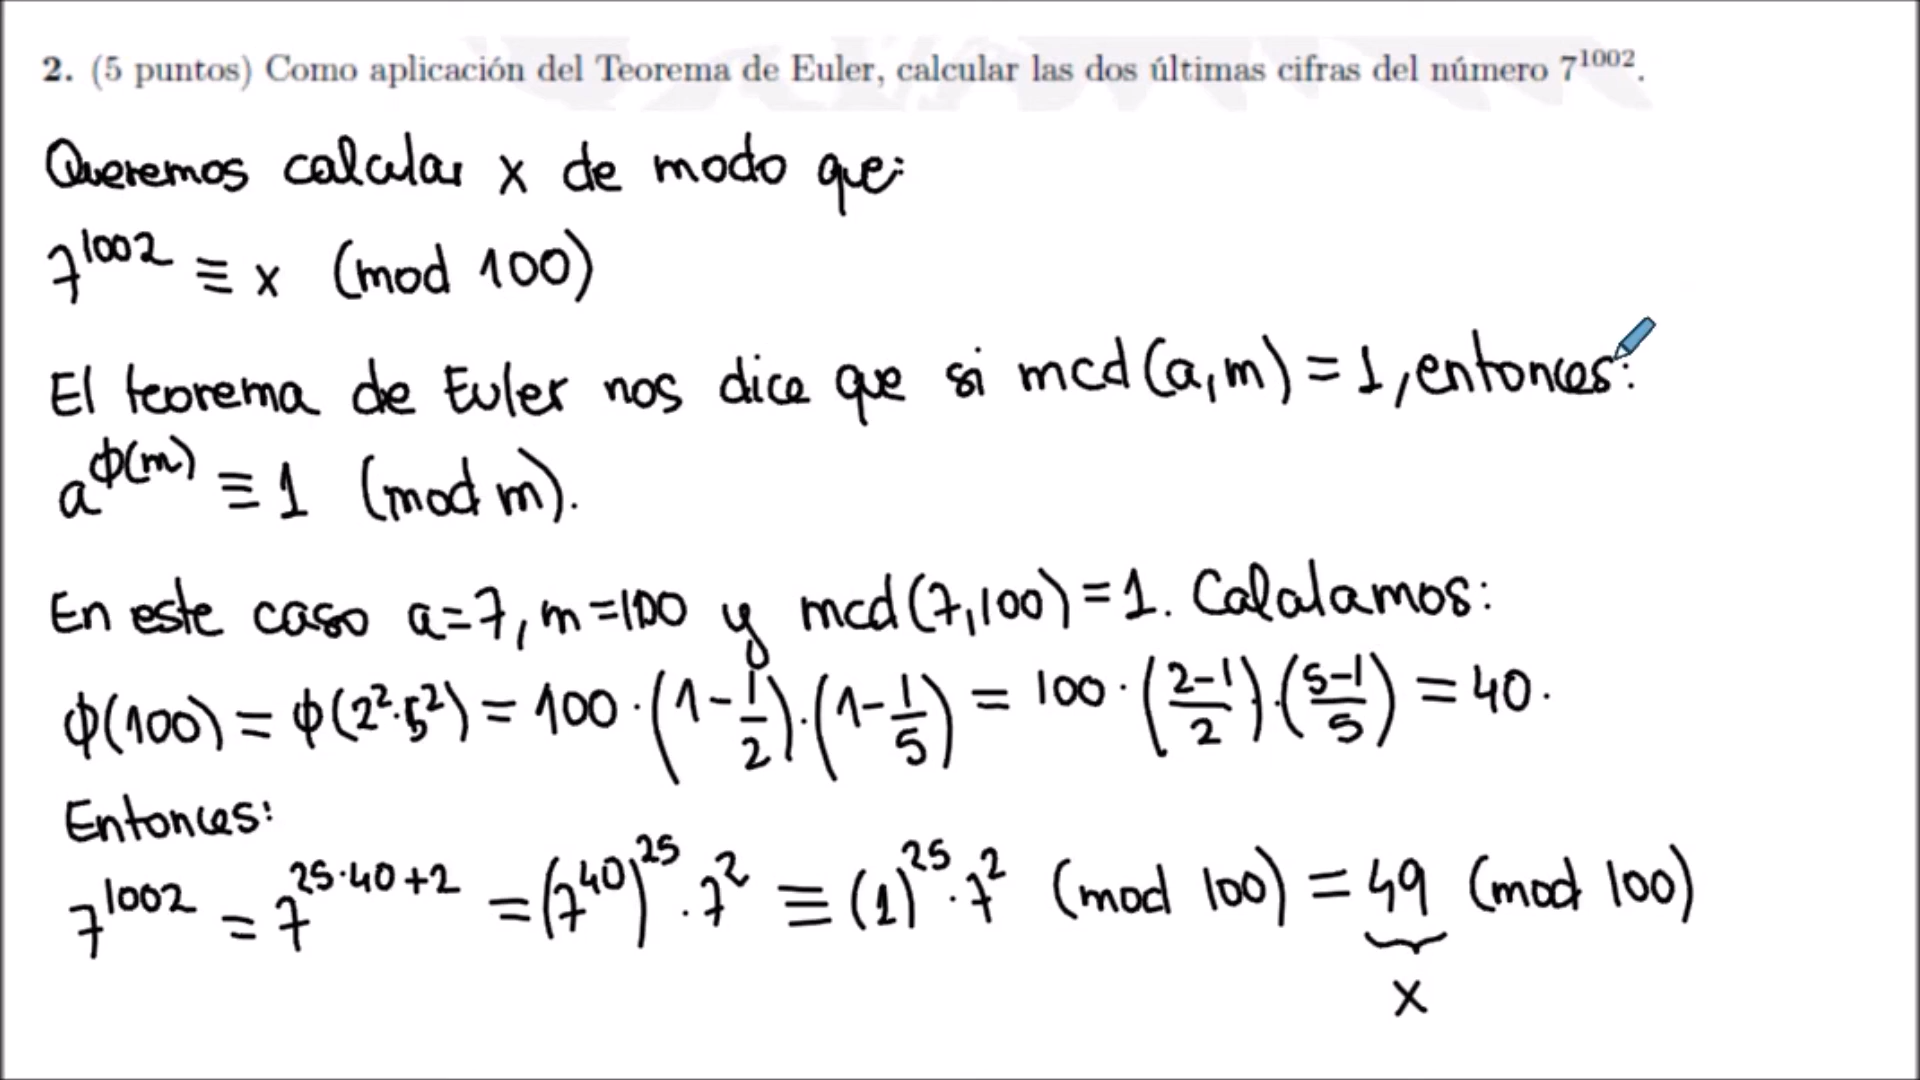 2. (5 puntos) Como aplicación del Teorema de Euler, calcular las dos últimas cifras del número 7^1002.
Queremos calcular x de modo que:
7^1002 ≡ x (mod 100)
El teorema de Euler nos dice que si mcd(a,m) = 1, entonces:
a^ϕ(m) ≡ 1 (mod m).
En este caso a=7, m=100 y mcd(7,100)=1. Calculamos:
ϕ(100) = ϕ(2²·5²) = 100·(1-1/2)·(1-1/5) = 100·((2-1)/2)·((5-1)/5) = 40.
Entonces:
7^1002 = 7^(25·40+2) = (7^40)^25 · 7² ≡ (1)^25 · 7² (mod 100) = 49 (mod 100)
x